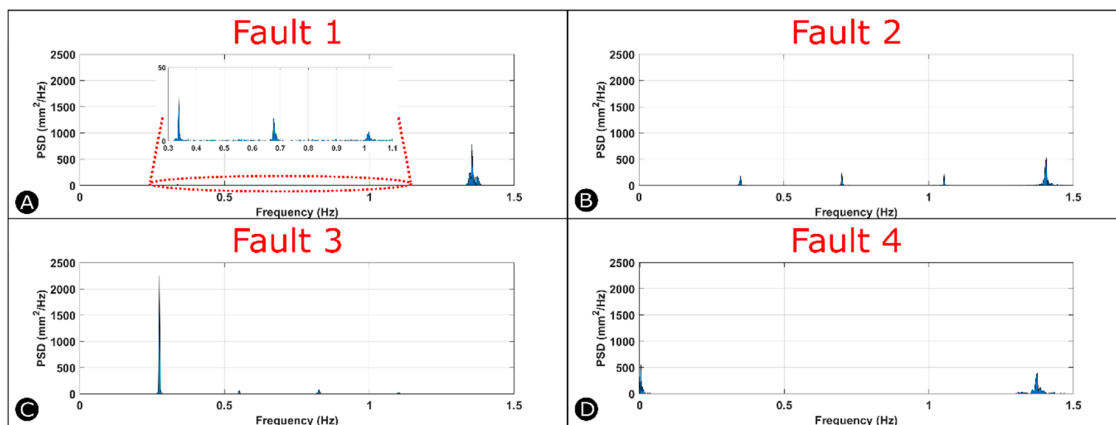 Fault 1
2500
2000
1500
1000
500
0
PSD (mm²/Hz)
50
0
0.3 0.4 0.5 0.6 0.7 0.8 0.9 1 1.1
0 0.5 1 1.5
Frequency (Hz)
A
Fault 2
2500
2000
1500
1000
500
0
PSD (mm²/Hz)
0 0.5 1 1.5
Frequency (Hz)
B
Fault 3
2500
2000
1500
1000
500
0
PSD (mm²/Hz)
0 0.5 1 1.5
Frequency (Hz)
C
Fault 4
2500
2000
1500
1000
500
0
PSD (mm²/Hz)
0 0.5 1 1.5
Frequency (Hz)
D